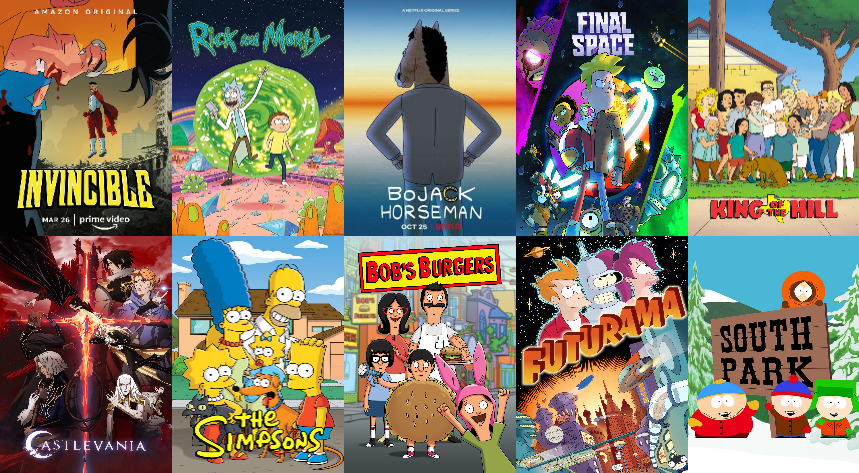 AMAZON ORIGINAL
INVINCIBLE
MAR 26 | prime video
Rick and Morty
A NETFLIX ORIGINAL SERIES
BOJACK
HORSEMAN
OCT 25 NETFLIX
FINAL
SPACE
KING OF THE HILL
CASTLEVANIA
THE
SIMPSONS
BOB'S BURGERS
FUTURAMA
SOUTH
PARK